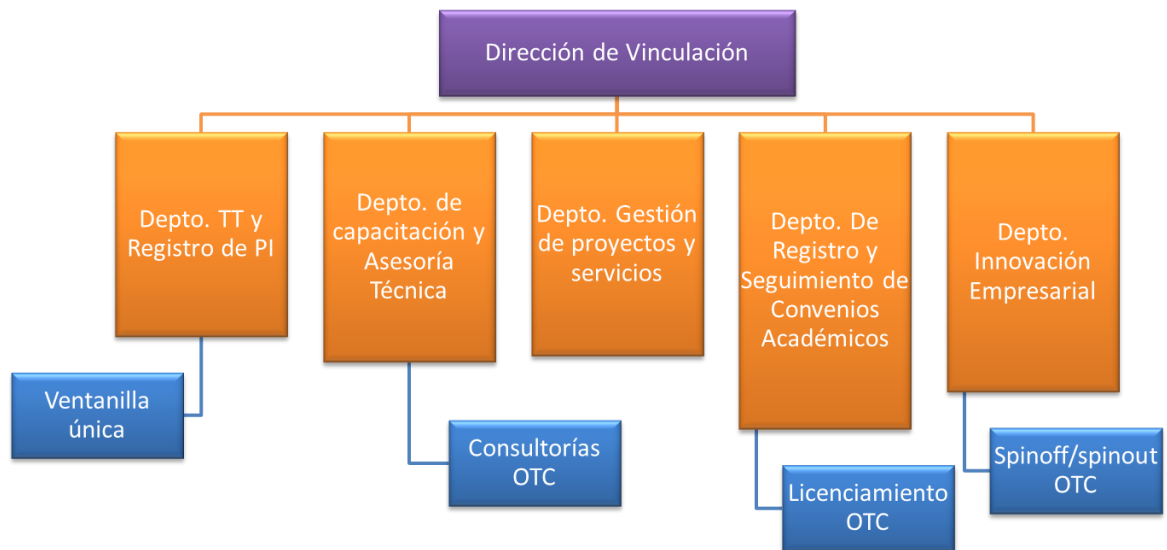 Dirección de Vinculación
Depto. TT y
Registro de PI
Depto. de
capacitación y
Asesoría
Técnica
Depto. Gestión
de proyectos y
servicios
Depto. De
Registro y
Seguimiento de
Convenios
Académicos
Depto.
Innovación
Empresarial
Ventanilla
única
Consultorías
OTC
Licenciamiento
OTC
Spinoff/spinout
OTC